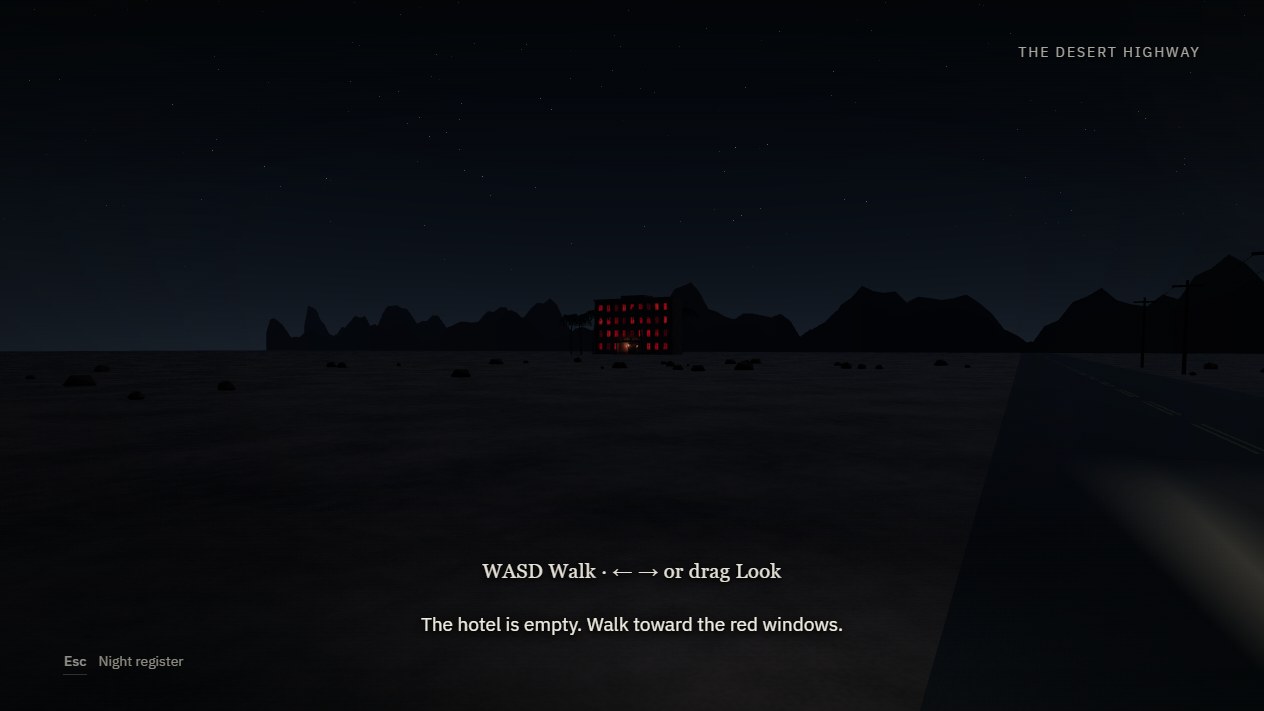 THE DESERT HIGHWAY
WASD Walk · ← → or drag Look
The hotel is empty. Walk toward the red windows.
Esc Night register